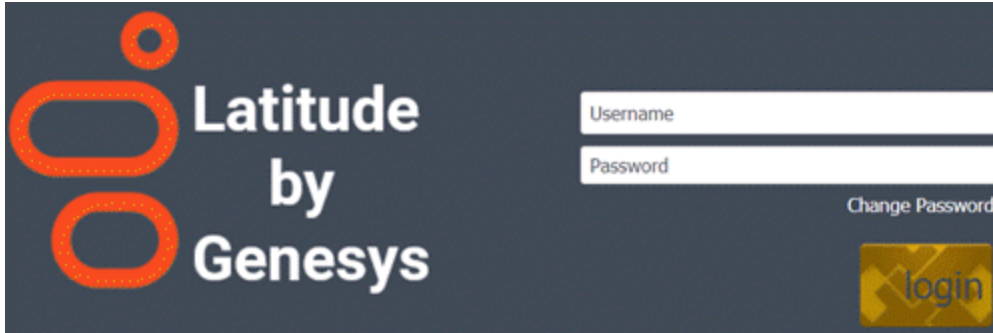 Latitude
by
Genesys
Username
Password
Change Password
login